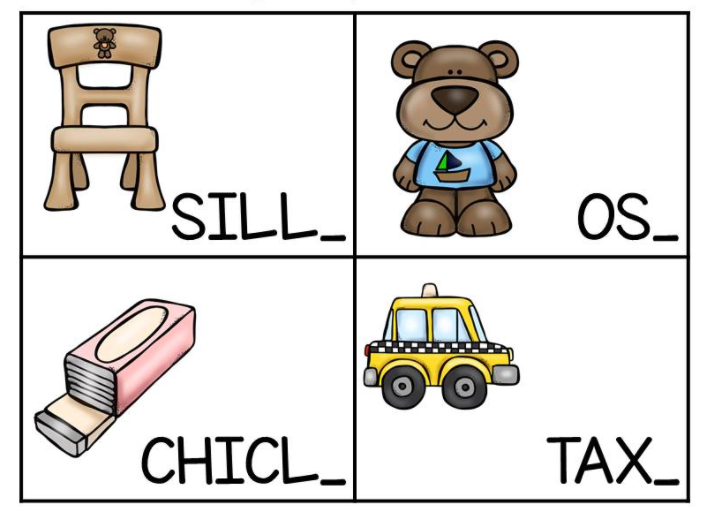 SILL_
OS_
CHICL_
TAX_